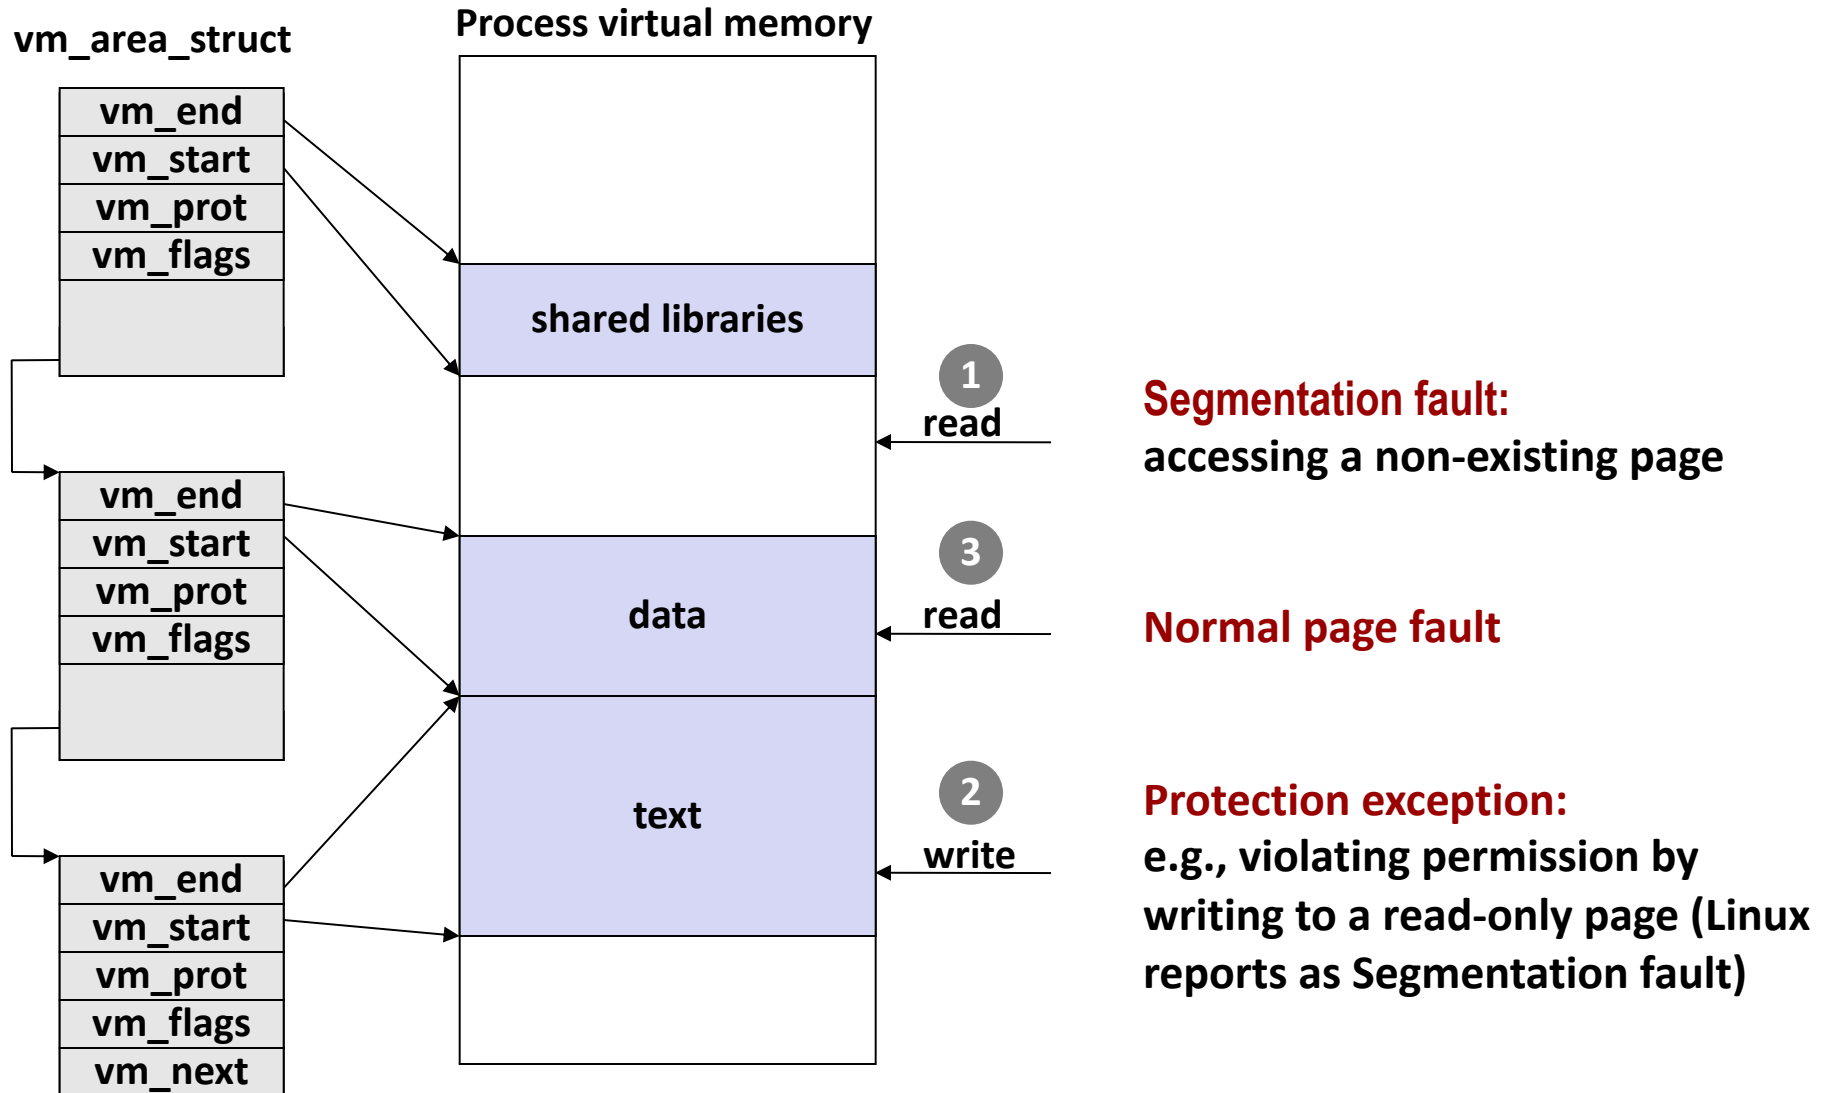 vm_area_struct
vm_end
vm_start
vm_prot
vm_flags
vm_end
vm_start
vm_prot
vm_flags
vm_end
vm_start
vm_prot
vm_flags
vm_next
Process virtual memory
shared libraries
data
text
1
read
3
read
2
write
Segmentation fault:
accessing a non-existing page
Normal page fault
Protection exception:
e.g., violating permission by
writing to a read-only page (Linux
reports as Segmentation fault)